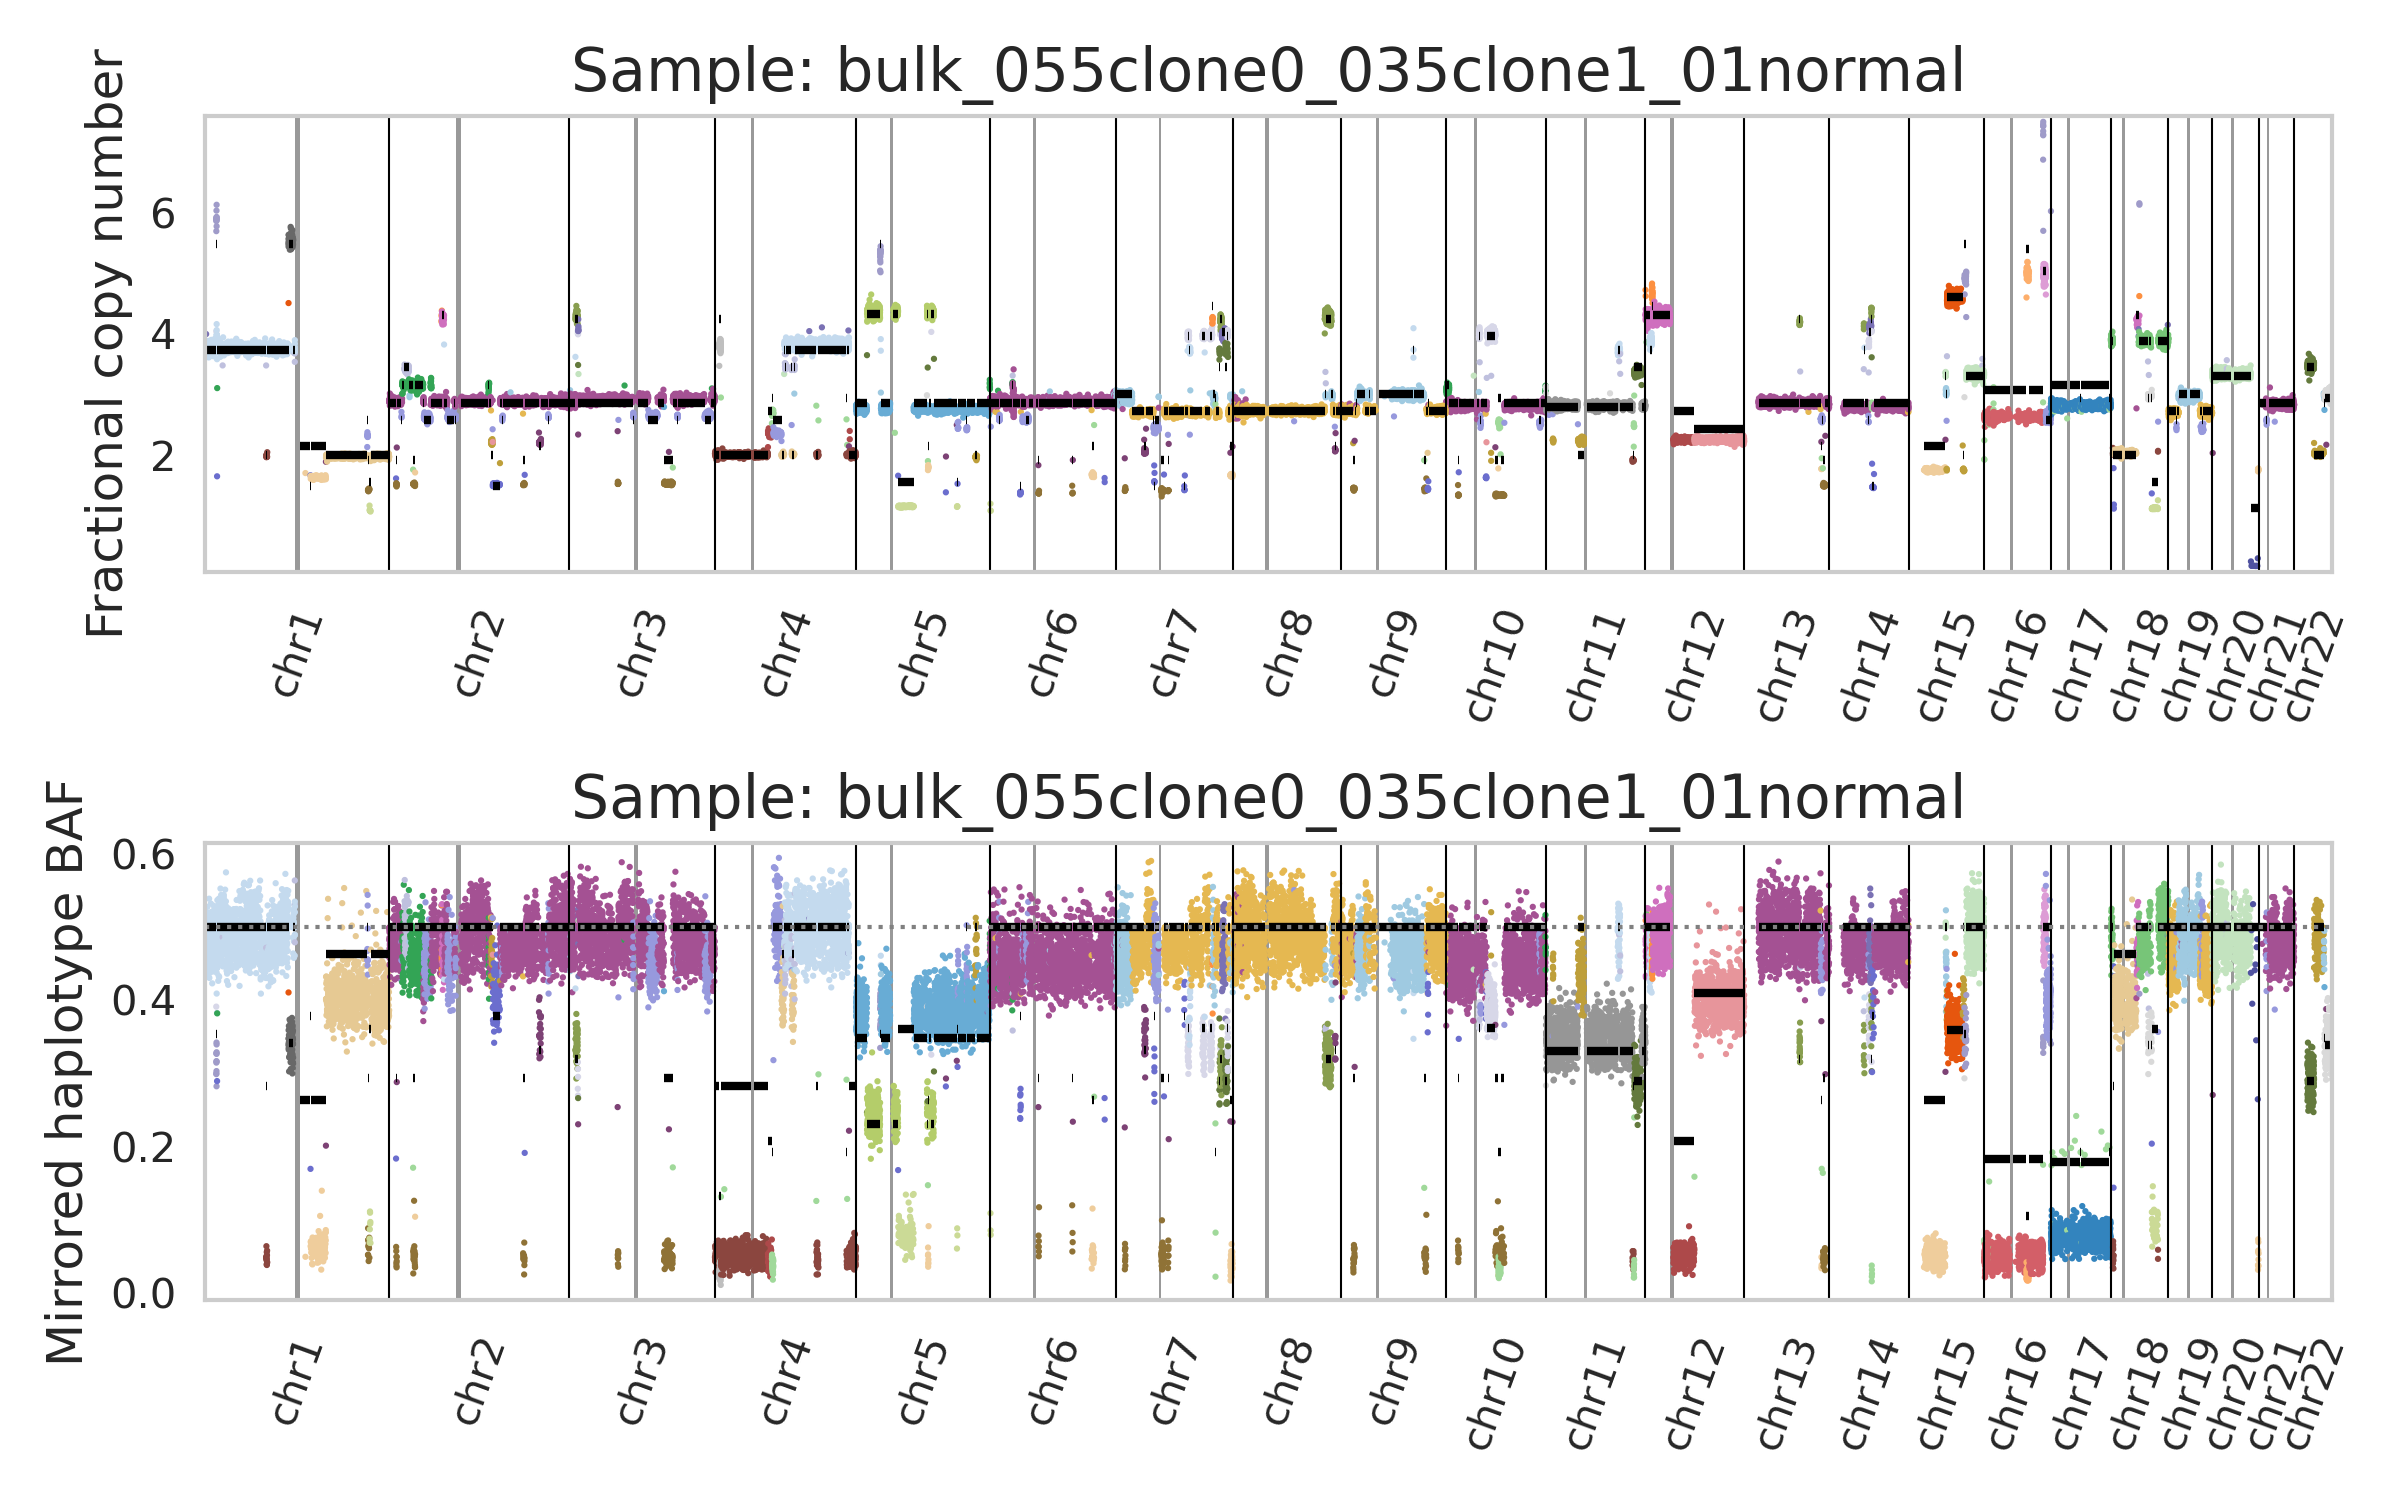 Sample: bulk_055clone0_035clone1_01normal
Fractional copy number
6
4
2
chr1 chr2 chr3 chr4 chr5 chr6 chr7 chr8 chr9 chr10 chr11 chr12 chr13 chr14 chr15 chr16 chr17 chr18 chr19 chr20 chr21 chr22
Sample: bulk_055clone0_035clone1_01normal
Mirrored haplotype BAF
0.6
0.4
0.2
0.0
chr1 chr2 chr3 chr4 chr5 chr6 chr7 chr8 chr9 chr10 chr11 chr12 chr13 chr14 chr15 chr16 chr17 chr18 chr19 chr20 chr21 chr22